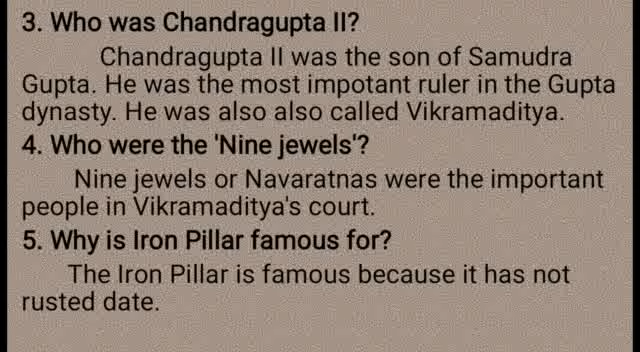 3. Who was Chandragupta II?
Chandragupta II was the son of Samudra
Gupta. He was the most impotant ruler in the Gupta
dynasty. He was also also called Vikramaditya.
4. Who were the 'Nine jewels'?
Nine jewels or Navaratnas were the important
people in Vikramaditya's court.
5. Why is Iron Pillar famous for?
The Iron Pillar is famous because it has not
rusted date.